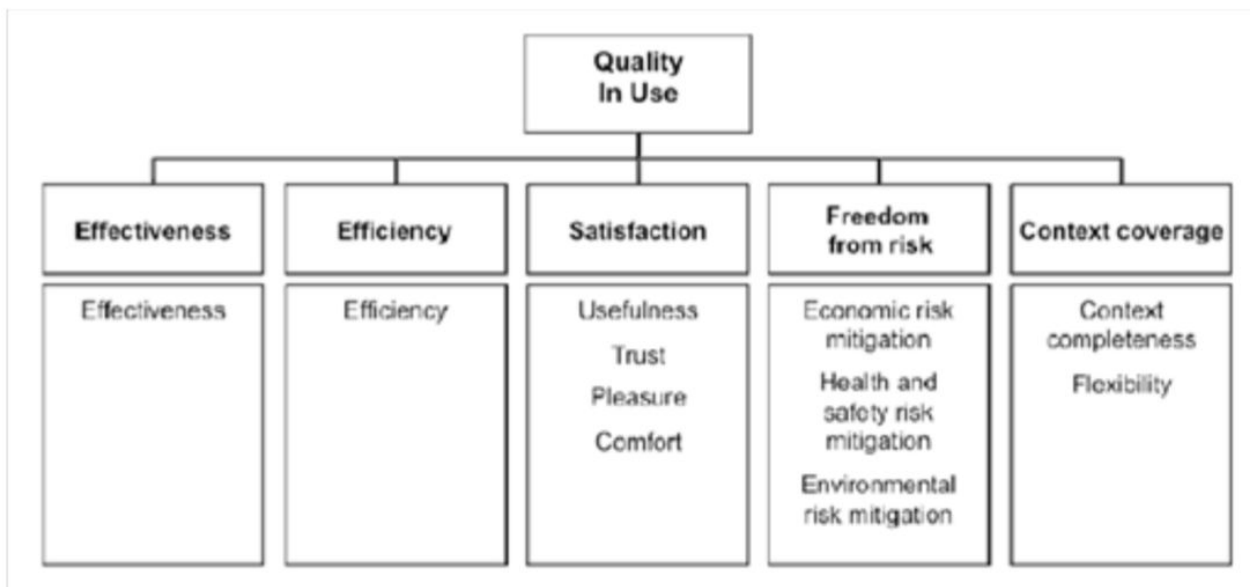 Quality
In Use
Effectiveness
Efficiency
Satisfaction
Freedom
from risk
Context coverage
Effectiveness
Efficiency
Usefulness
Trust
Pleasure
Comfort
Economic risk
mitigation
Health and
safety risk
mitigation
Environmental
risk mitigation
Context
completeness
Flexibility